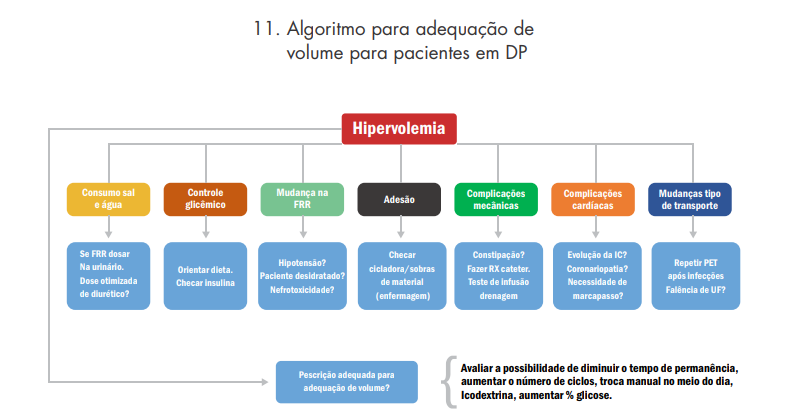 11. Algoritmo para adequação de
volume para pacientes em DP
Hipervolemia
Consumo sal
e água
Controle
glicêmico
Mudança na
FRR
Adesão
Complicações
mecânicas
Complicações
cardíacas
Mudanças tipo
de transporte
Se FRR dosar
Na urinário.
Dose otimizada
de diurético?
Orientar dieta.
Checar insulina
Hipotensão?
Paciente desidratado?
Nefrotoxicidade?
Checar
cicladora/sobras
de material
(enfermagem)
Constipação?
Fazer RX cateter.
Teste de infusão
drenagem
Evolução da IC?
Coronariopatia?
Necessidade de
marcapasso?
Repetir PET
após infecções
Falência de UF?
Pescrição adequada para
adequação de volume?
Avaliar a possibilidade de diminuir o tempo de permanência,
aumentar o número de ciclos, troca manual no meio do dia,
Icodextrina, aumentar % glicose.